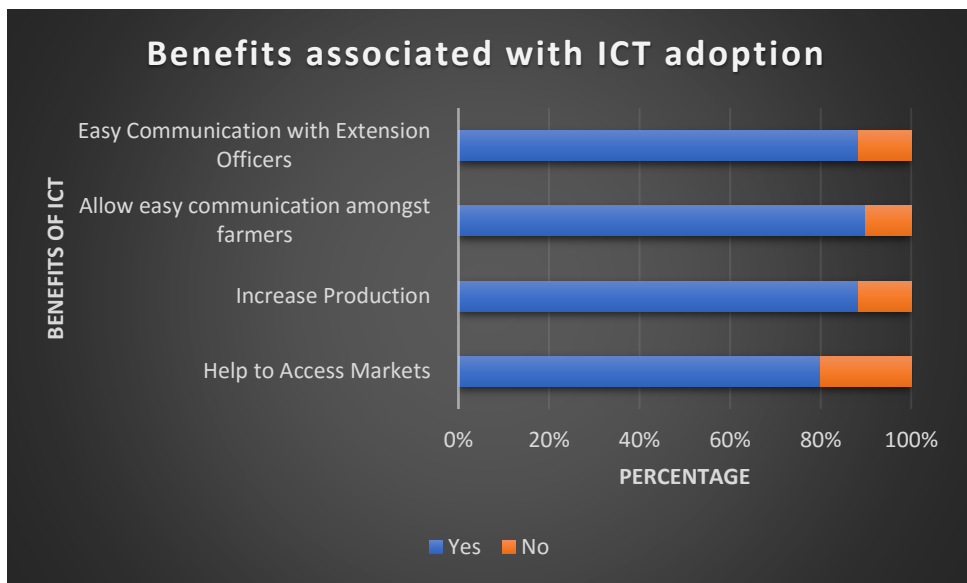 Benefits associated with ICT adoption
BENEFITS OF ICT
Easy Communication with Extension
Officers
Allow easy communication amongst
farmers
Increase Production
Help to Access Markets
0% 20% 40% 60% 80% 100%
PERCENTAGE
Yes No